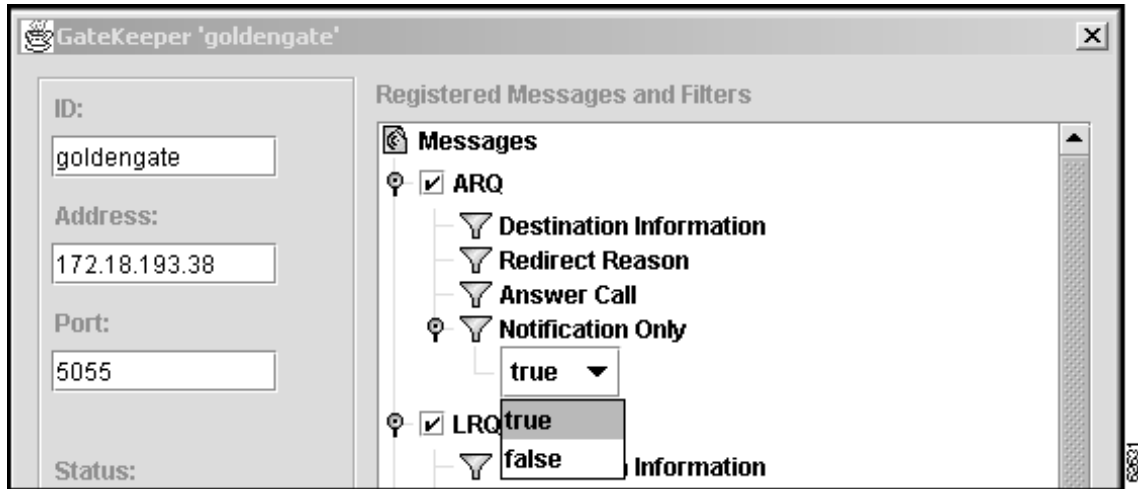 GateKeeper 'goldengate'
ID:
goldengate
Address:
172.18.193.38
Port:
5055
Status:
Registered Messages and Filters
Messages
ARQ
Destination Information
Redirect Reason
Answer Call
Notification Only
true
true
false
LRQ
Information
62631